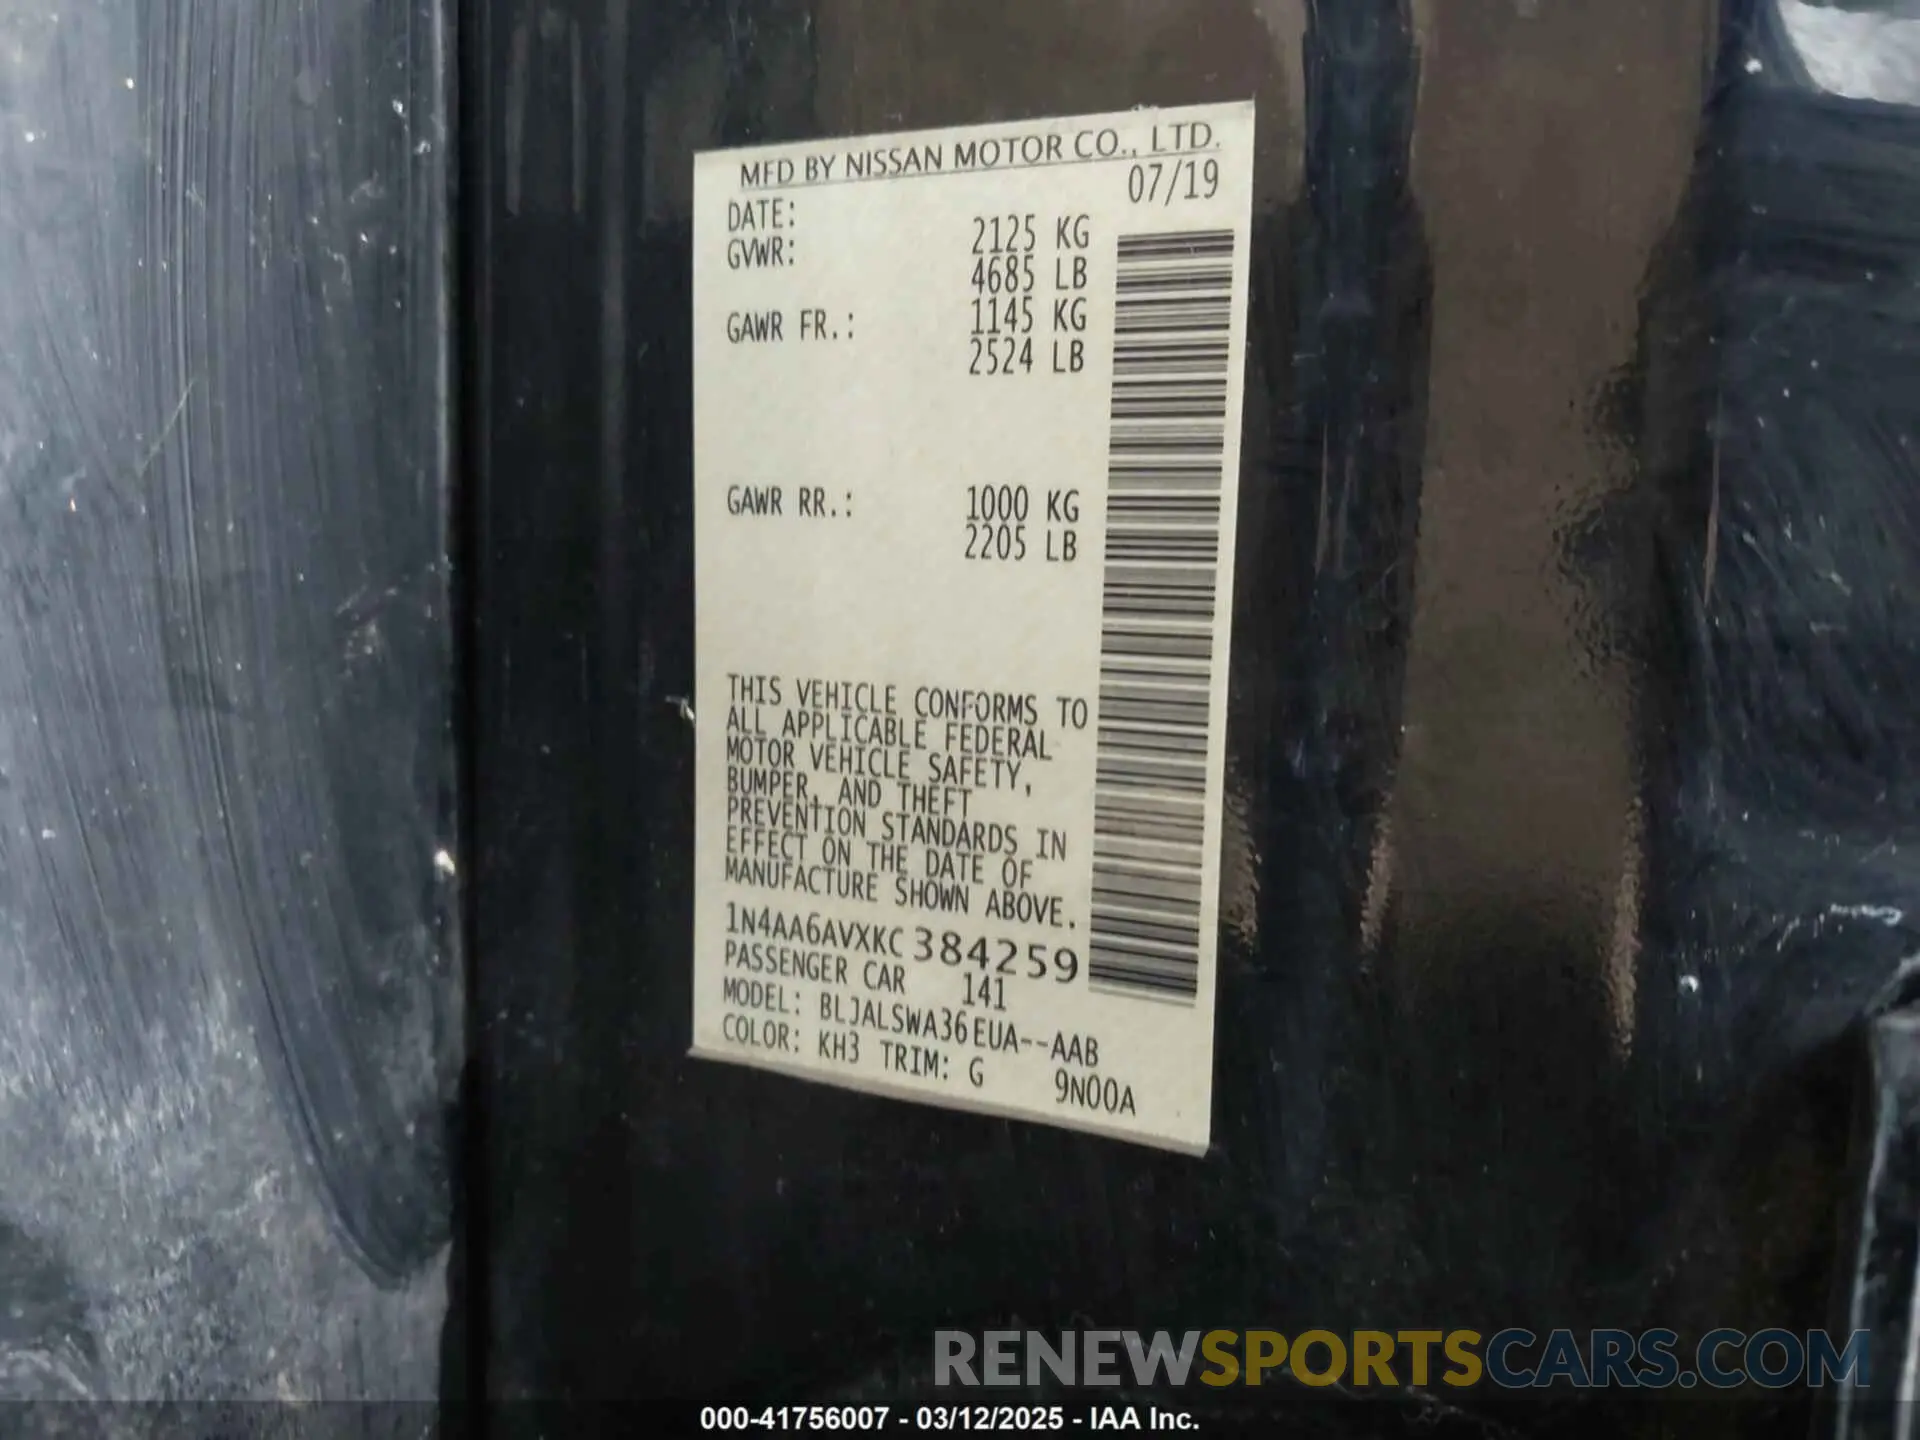 MFD BY NISSAN MOTOR CO., LTD.
DATE: 07/19
GVWR: 2125 KG
4685 LB
GAWR FR.: 1145 KG
2524 LB
GAWR RR.: 1000 KG
2205 LB
THIS VEHICLE CONFORMS TO
ALL APPLICABLE FEDERAL
MOTOR VEHICLE SAFETY,
BUMPER, AND THEFT
PREVENTION STANDARDS IN
EFFECT ON THE DATE OF
MANUFACTURE SHOWN ABOVE.
1N4AA6AVXKC384259
PASSENGER CAR 141
MODEL: BLJALSWA36EUA--AAB
COLOR: KH3 TRIM: G 9N00A
RENEWSPORTSCARS.COM
000-41756007 - 03/12/2025 - IAA Inc.